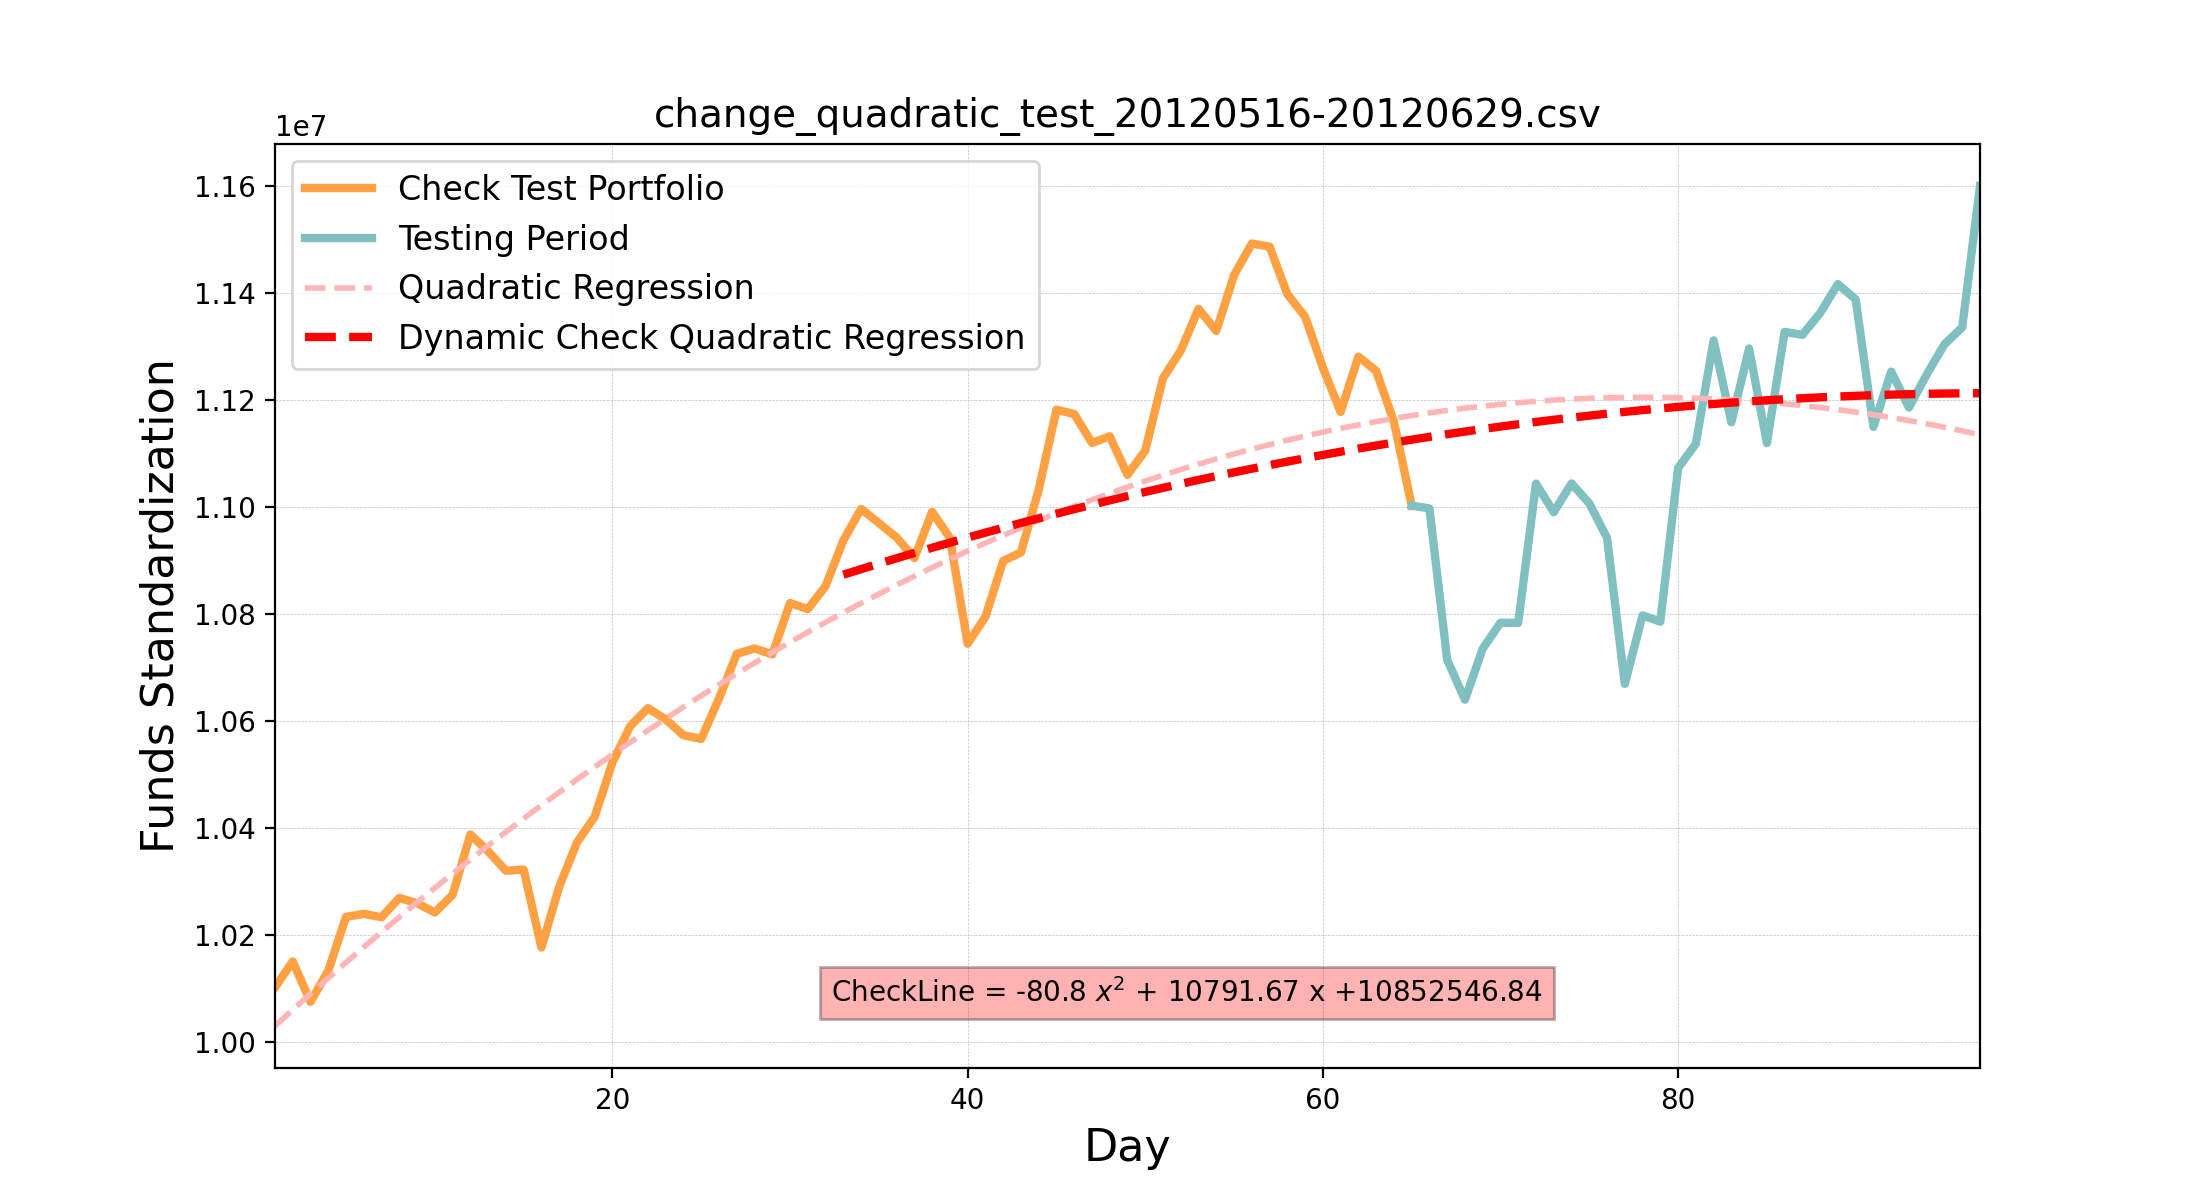 change_quadratic_test_20120516-20120629.csv
1e7
1.16
1.14
1.12
1.10
1.08
1.06
1.04
1.02
1.00
Funds Standardization
Check Test Portfolio
Testing Period
Quadratic Regression
Dynamic Check Quadratic Regression
CheckLine = -80.8 x² + 10791.67 x +10852546.84
20 40 60 80
Day